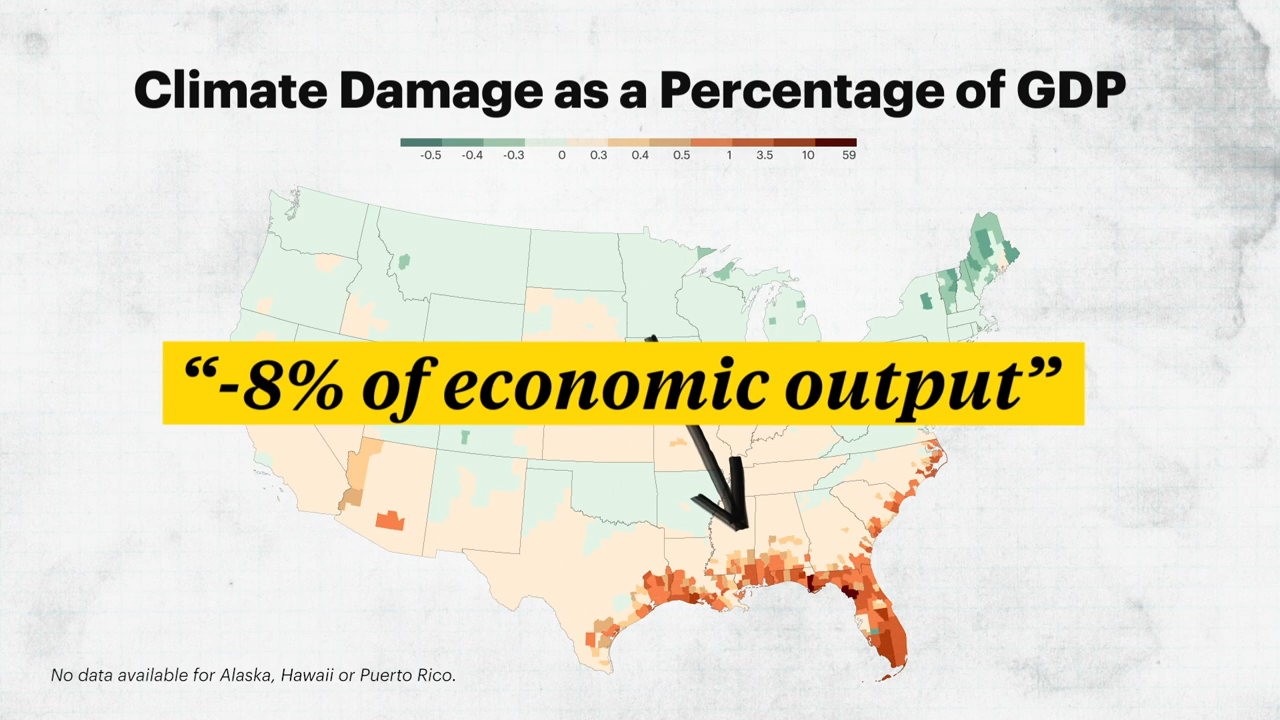 Climate Damage as a Percentage of GDP
-0.5 -0.4 -0.3 0 0.3 0.4 0.5 1 3.5 10 59
“-8% of economic output”
No data available for Alaska, Hawaii or Puerto Rico.